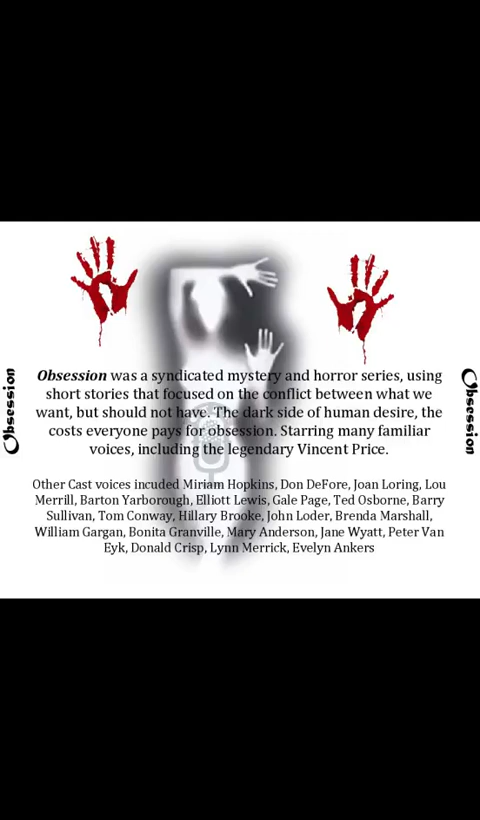 Obsession
Obsession was a syndicated mystery and horror series, using
short stories that focused on the conflict between what we
want, but should not have. The dark side of human desire, the
costs everyone pays for obsession. Starring many familiar
voices, including the legendary Vincent Price.
Other Cast voices incuded Miriam Hopkins, Don DeFore, Joan Loring, Lou
Merrill, Barton Yarborough, Elliott Lewis, Gale Page, Ted Osborne, Barry
Sullivan, Tom Conway, Hillary Brooke, John Loder, Brenda Marshall,
William Gargan, Bonita Granville, Mary Anderson, Jane Wyatt, Peter Van
Eyk, Donald Crisp, Lynn Merrick, Evelyn Ankers
Obsession